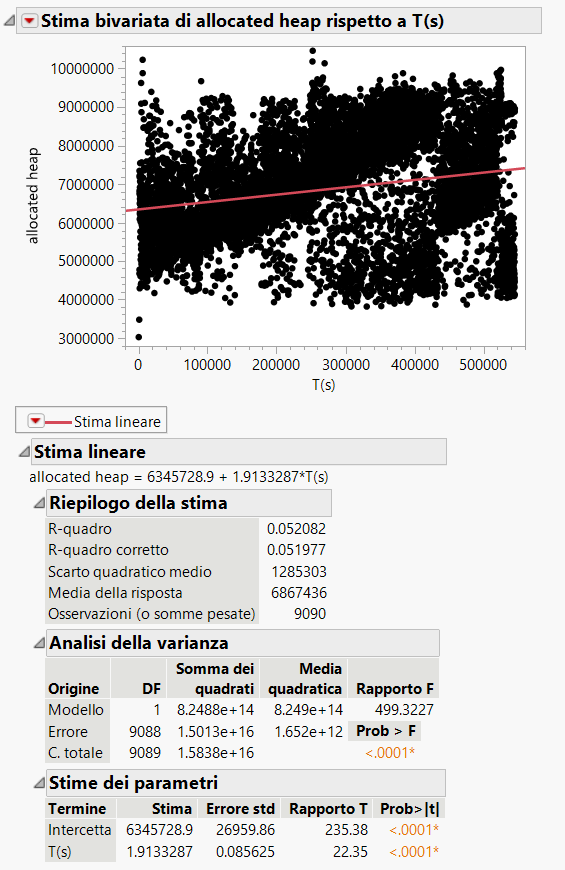 Stima bivariata di allocated heap rispetto a T(s)
10000000
9000000
8000000
7000000
6000000
5000000
4000000
3000000
allocated heap
0 100000 200000 300000 400000 500000
T(s)
Stima lineare
Stima lineare
allocated heap = 6345728.9 + 1.9133287*T(s)
Riepilogo della stima
R-quadro 0.052082
R-quadro corretto 0.051977
Scarto quadratico medio 1285303
Media della risposta 6867436
Osservazioni (o somme pesate) 9090
Analisi della varianza
Somma dei Media
Origine DF quadrati quadratica Rapporto F
Modello 1 8.2488e+14 8.249e+14 499.3227
Errore 9088 1.5013e+16 1.652e+12 Prob > F
C. totale 9089 1.5838e+16 <.0001*
Stime dei parametri
Termine Stima Errore std Rapporto T Prob>|t|
Intercetta 6345728.9 26959.86 235.38 <.0001*
T(s) 1.9133287 0.085625 22.35 <.0001*